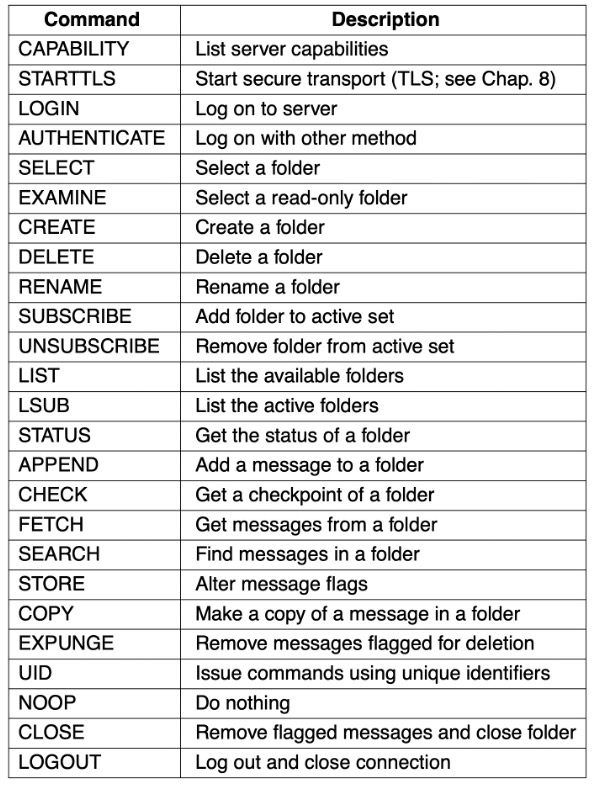 Command Description
CAPABILITY List server capabilities
STARTTLS Start secure transport (TLS; see Chap. 8)
LOGIN Log on to server
AUTHENTICATE Log on with other method
SELECT Select a folder
EXAMINE Select a read-only folder
CREATE Create a folder
DELETE Delete a folder
RENAME Rename a folder
SUBSCRIBE Add folder to active set
UNSUBSCRIBE Remove folder from active set
LIST List the available folders
LSUB List the active folders
STATUS Get the status of a folder
APPEND Add a message to a folder
CHECK Get a checkpoint of a folder
FETCH Get messages from a folder
SEARCH Find messages in a folder
STORE Alter message flags
COPY Make a copy of a message in a folder
EXPUNGE Remove messages flagged for deletion
UID Issue commands using unique identifiers
NOOP Do nothing
CLOSE Remove flagged messages and close folder
LOGOUT Log out and close connection